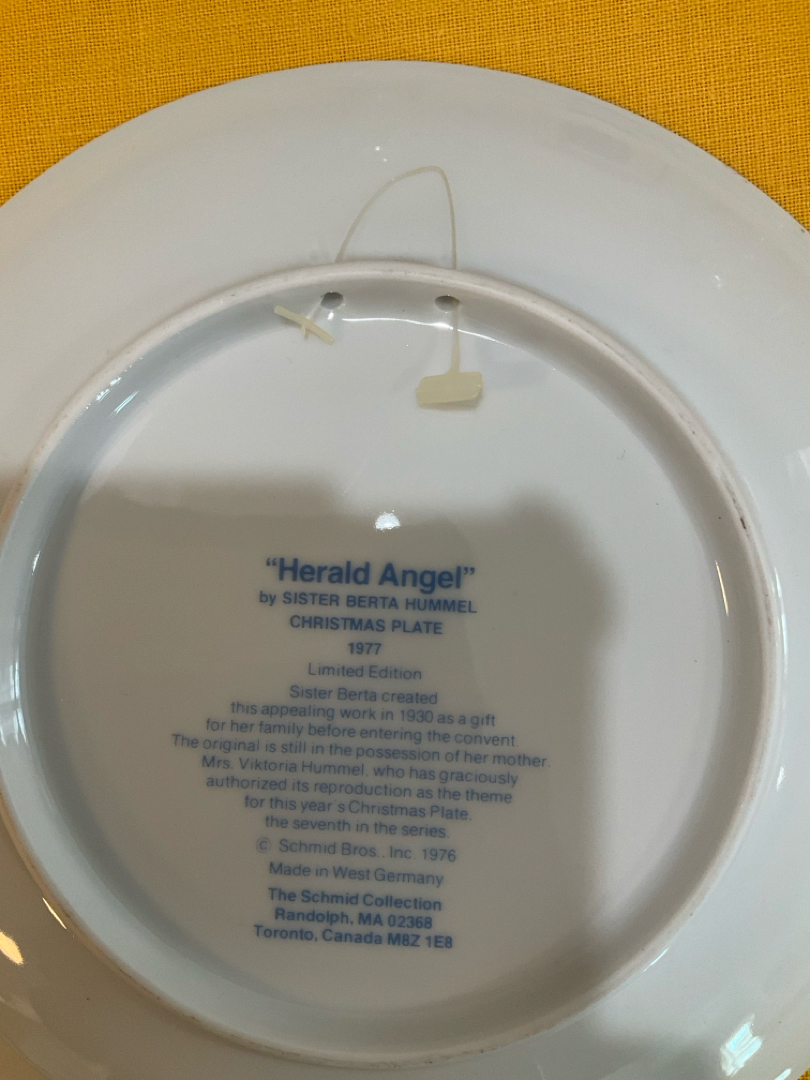 “Herald Angel”
by SISTER BERTA HUMMEL
CHRISTMAS PLATE
1977
Limited Edition
Sister Berta created
this appealing work in 1930 as a gift
for her family before entering the convent.
The original is still in the possession of her mother,
Mrs. Viktoria Hummel, who has graciously
authorized its reproduction as the theme
for this year's Christmas Plate,
the seventh in the series.
© Schmid Bros., Inc. 1976
Made in West Germany
The Schmid Collection
Randolph, MA 02368
Toronto, Canada M8Z 1E8